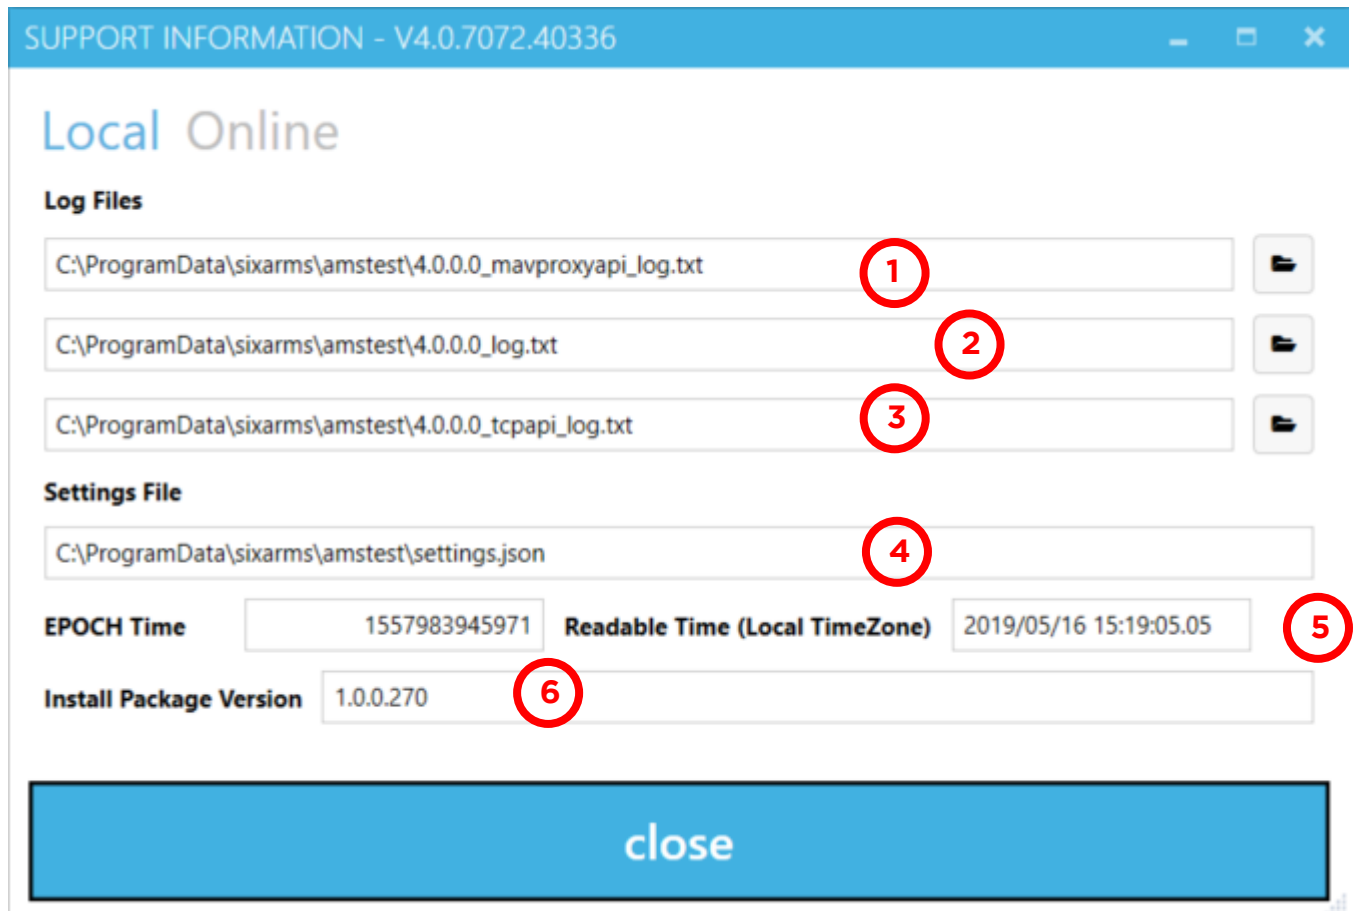 SUPPORT INFORMATION - V4.0.7072.40336
Local Online
Log Files
C:\ProgramData\sixarms\amstest\4.0.0.0_mavproxyapi_log.txt 1
C:\ProgramData\sixarms\amstest\4.0.0.0_log.txt 2
C:\ProgramData\sixarms\amstest\4.0.0.0_tcpapi_log.txt 3
Settings File
C:\ProgramData\sixarms\amstest\settings.json 4
EPOCH Time 1557983945971 Readable Time (Local TimeZone) 2019/05/16 15:19:05.05 5
Install Package Version 1.0.0.270 6
close